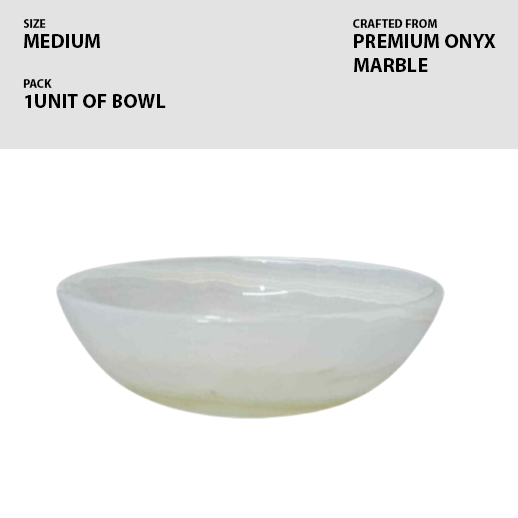 SIZE
MEDIUM
PACK
1UNIT OF BOWL
CRAFTED FROM
PREMIUM ONYX
MARBLE